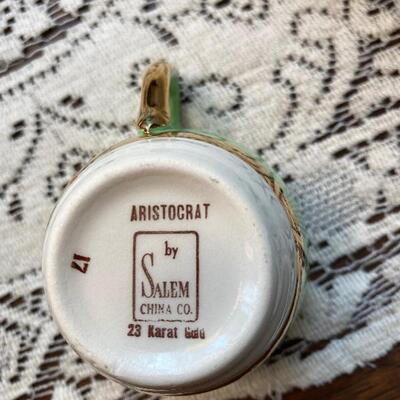 ARISTOCRAT
by
SALEM
CHINA CO.
23 Karat Gold
17